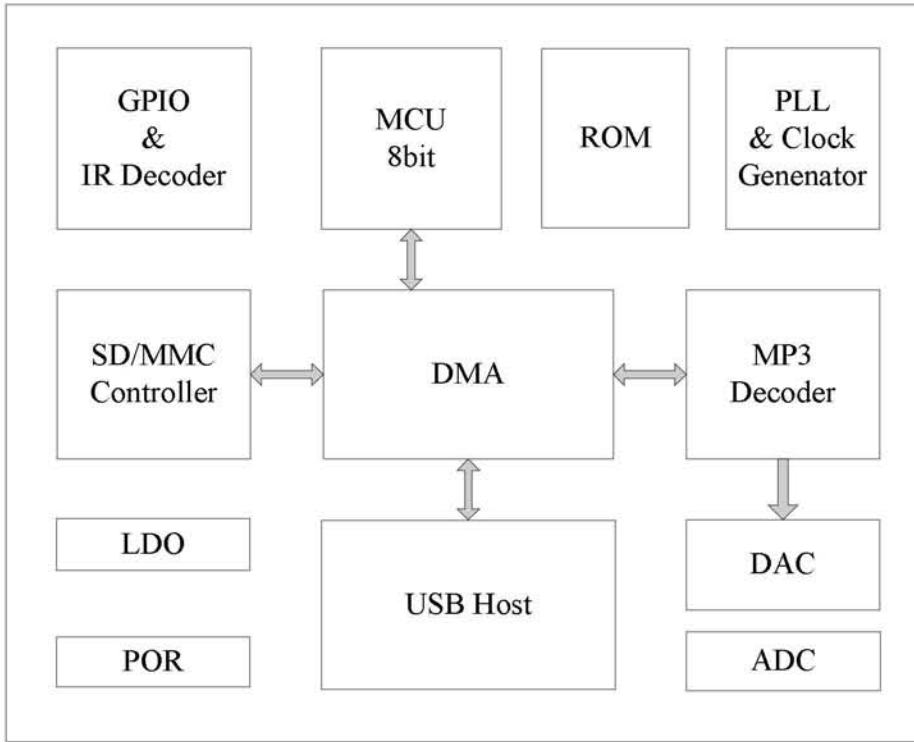 GPIO
&
IR Decoder
MCU
8bit
ROM
PLL
& Clock
Genenator
SD/MMC
Controller
DMA
MP3
Decoder
LDO
USB Host
DAC
POR
ADC